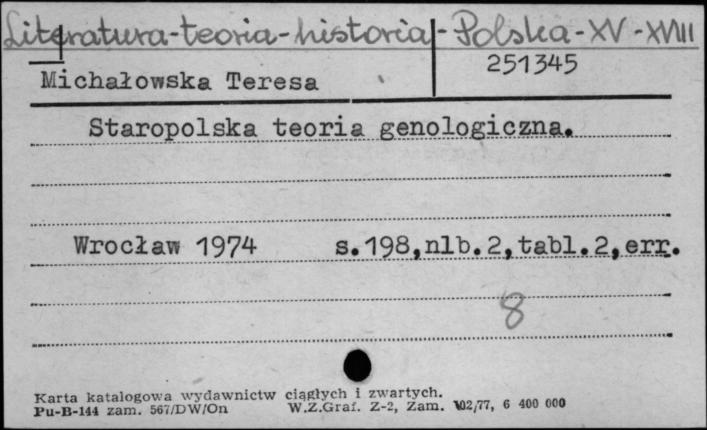 Literatura-teoria-historia-Polska-XV-XVIII
251345
Michałowska Teresa
Staropolska teoria genologiczna.
Wrocław 1974 s.198,nlb.2,tabl.2,err.
8
Karta katalogowa wydawnictw ciągłych i zwartych.
Pu-B-144 zam. 567/DW/On W.Z.Graf. Z-2, Zam. 102/77, 6 400 000